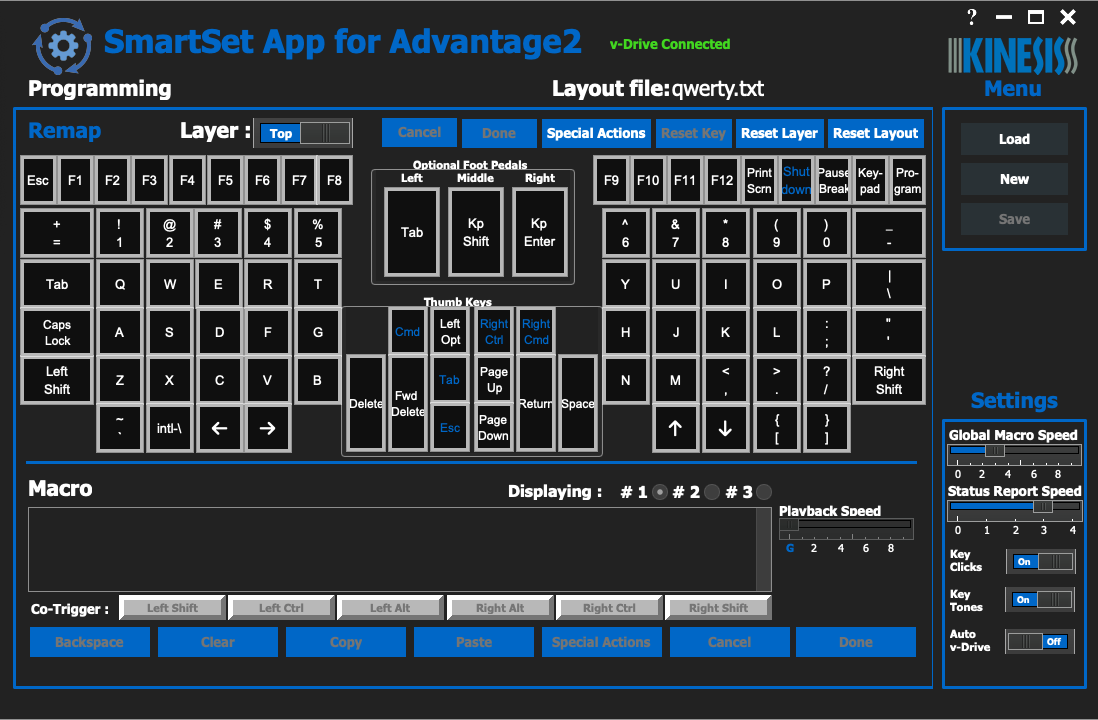 ?
SmartSet App for Advantage2
v-Drive Connected
KINESIS
Programming
Layout file: qwerty.txt
Menu
Remap
Layer :
Top
Cancel
Done
Special Actions
Reset Key
Reset Layer
Reset Layout
Load
New
Save
Optional Foot Pedals
Left Middle Right
Tab
Kp
Shift
Kp
Enter
Esc F1 F2 F3 F4 F5 F6 F7 F8
F9 F10 F11 F12
Print
Scrn
Shut
down
Pause
Break
Key-
pad
Pro-
gram
+ ! @ # $ %
= 1 2 3 4 5
^ & * ( ) _
6 7 8 9 0 -
Tab Q W E R T
Y U I O P
|
\
Thumb Keys
Caps
Lock
A S D F G
Cmd
Left
Opt
Right
Ctrl
Right
Cmd
H J K L
:
;
"
'
Left
Shift
Z X C V B
Delete
Fwd
Delete
Tab
Page
Up
Return
Space
N M
<
,
>
.
?
/
Right
Shift
~
`
intl-\
← →
Esc
Page
Down
↑ ↓
{
[
}
]
Macro
Displaying : # 1 # 2 # 3
Playback Speed
G 2 4 6 8
Co-Trigger :
Left Shift
Left Ctrl
Left Alt
Right Alt
Right Ctrl
Right Shift
Backspace
Clear
Copy
Paste
Special Actions
Cancel
Done
Settings
Global Macro Speed
0 2 4 6 8
Status Report Speed
0 1 2 3 4
Key
Clicks
On
Key
Tones
On
Auto
v-Drive
Off